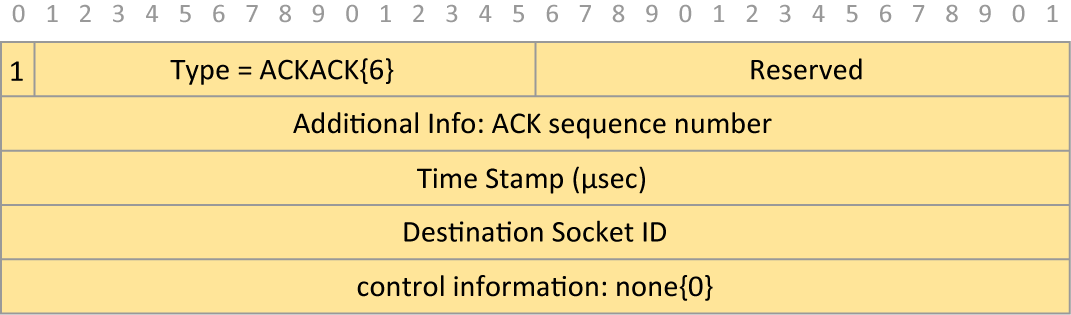 0 1 2 3 4 5 6 7 8 9 0 1 2 3 4 5 6 7 8 9 0 1 2 3 4 5 6 7 8 9 0 1
1 Type = ACKACK{6} Reserved
Additional Info: ACK sequence number
Time Stamp (μsec)
Destination Socket ID
control information: none{0}